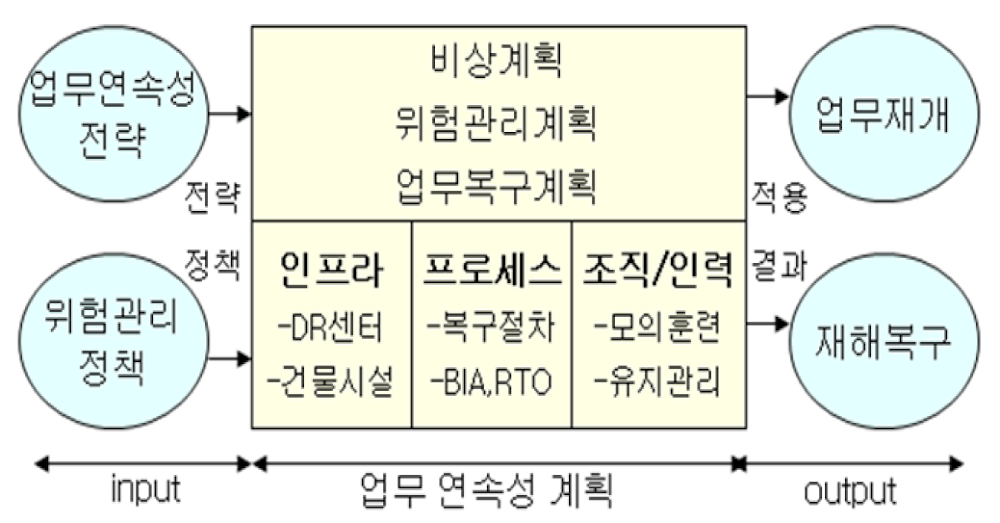 업무연속성
전략
비상계획
위험관리계획
업무복구계획
업무재개
전략
적용
정책
결과
위험관리
정책
인프라
-DR센터
-건물시설
프로세스
-복구절차
-BIA,RTO
조직/인력
-모의훈련
-유지관리
재해복구
input
업무 연속성 계획
output